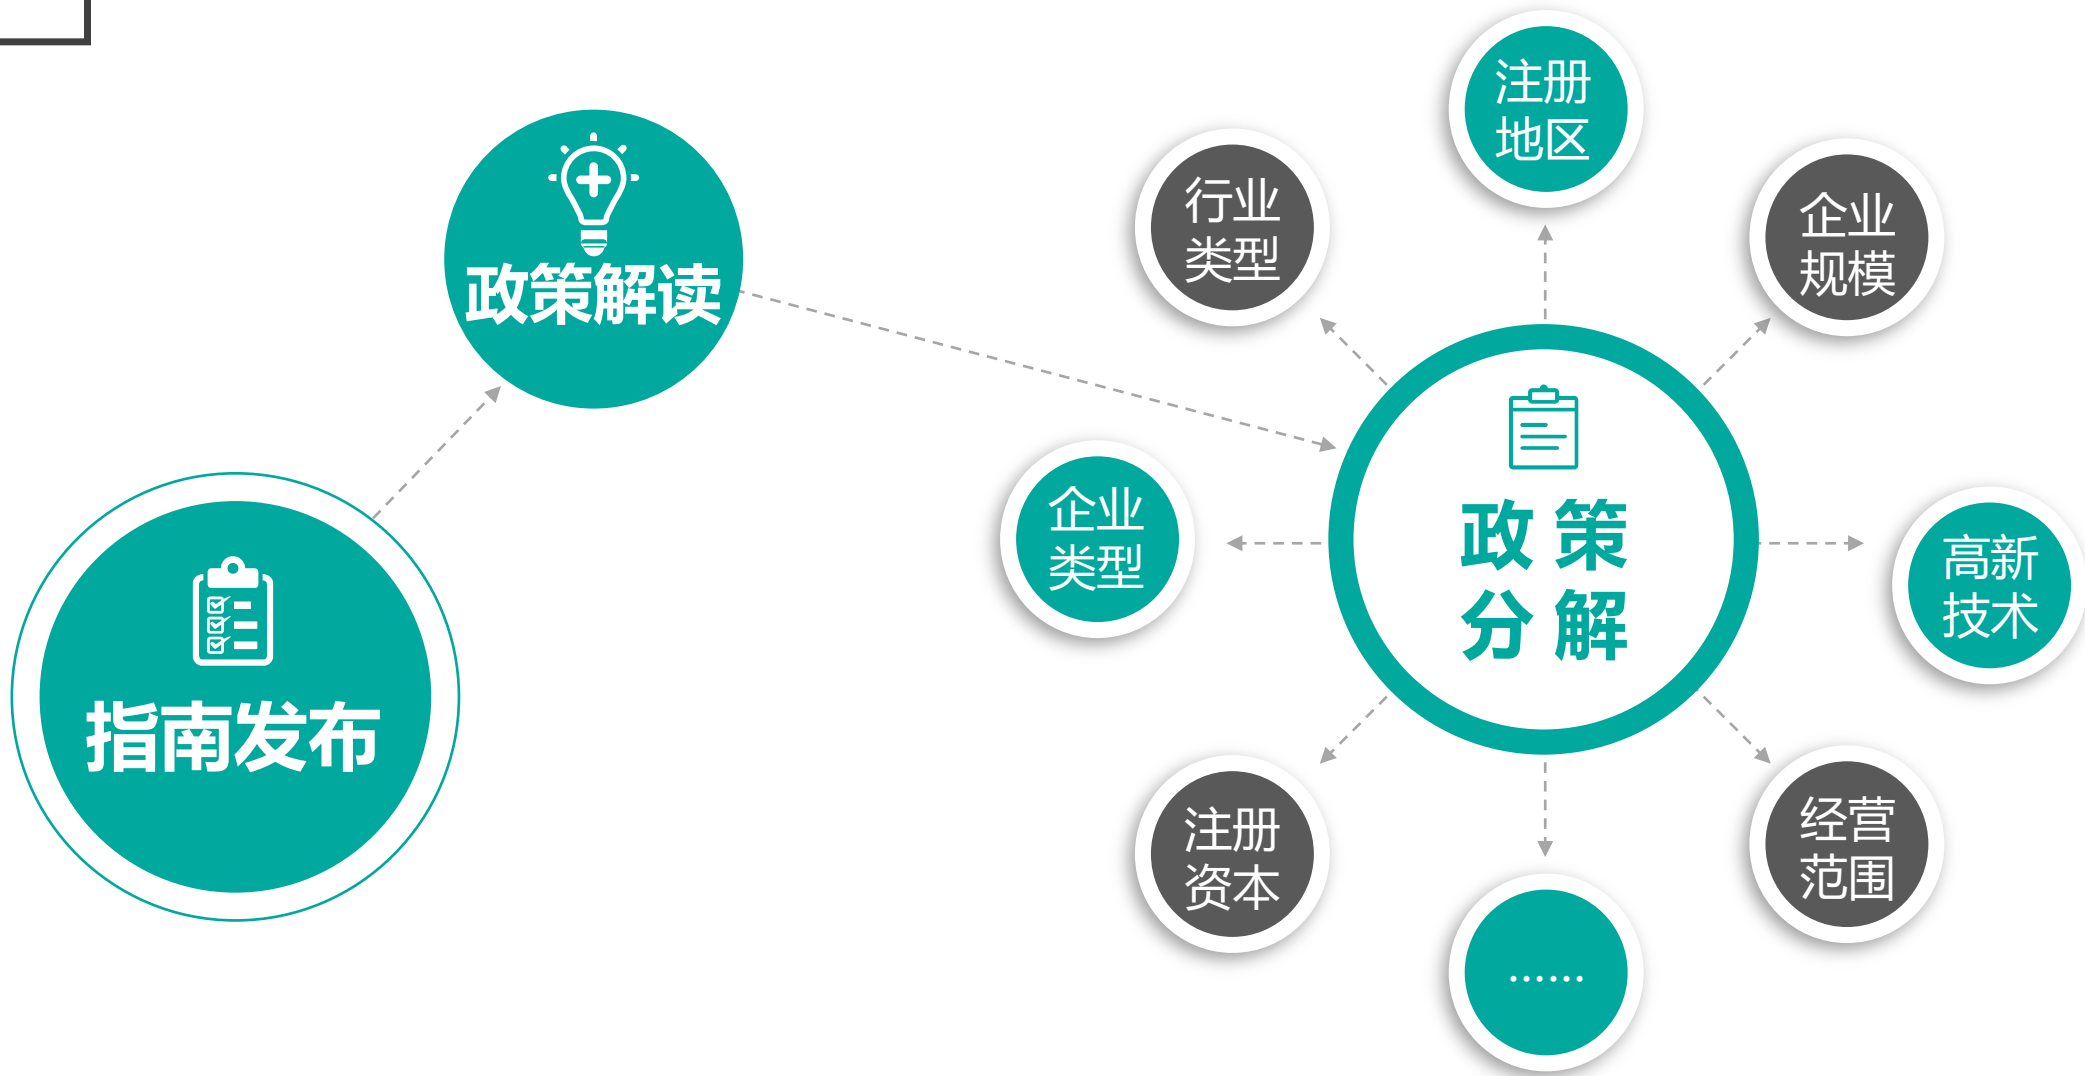 政策解读
指南发布
政策
分解
注册
地区
企业
规模
高新
技术
经营
范围
……
注册
资本
企业
类型
行业
类型